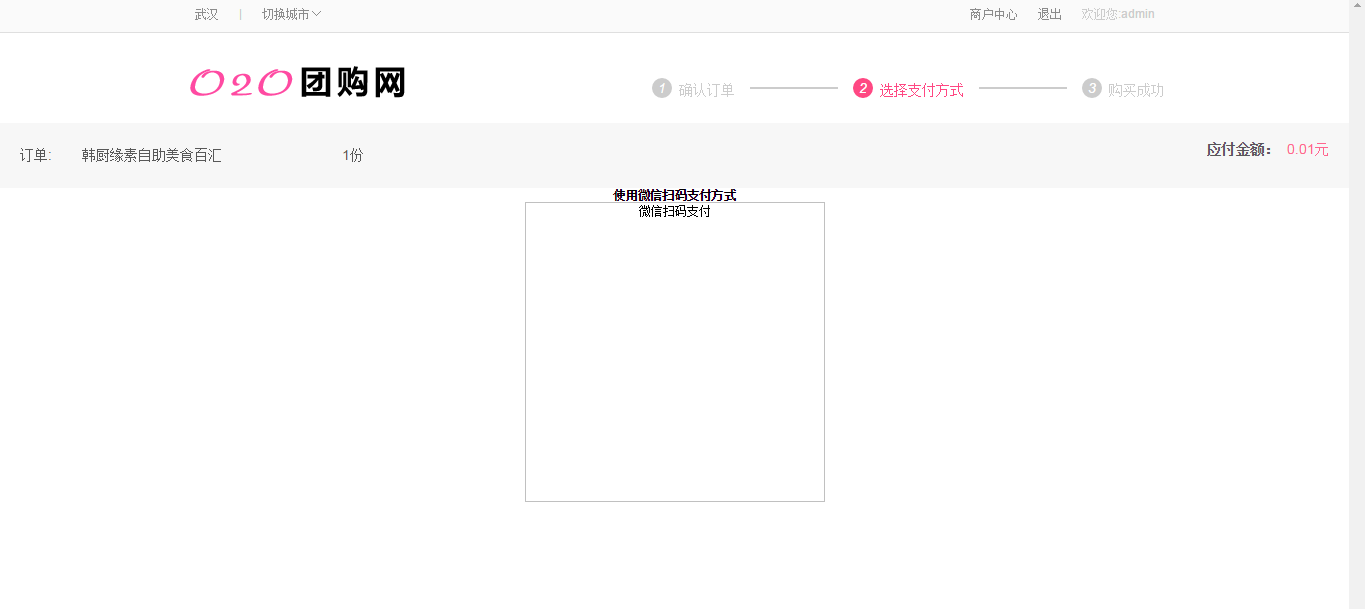 武汉 | 切换城市 商户中心 退出 欢迎您:admin
O2O团购网 1 确认订单 2 选择支付方式 3 购买成功
订单: 韩厨缘素自助美食百汇 1份 应付金额: 0.01元
使用微信扫码支付方式
微信扫码支付